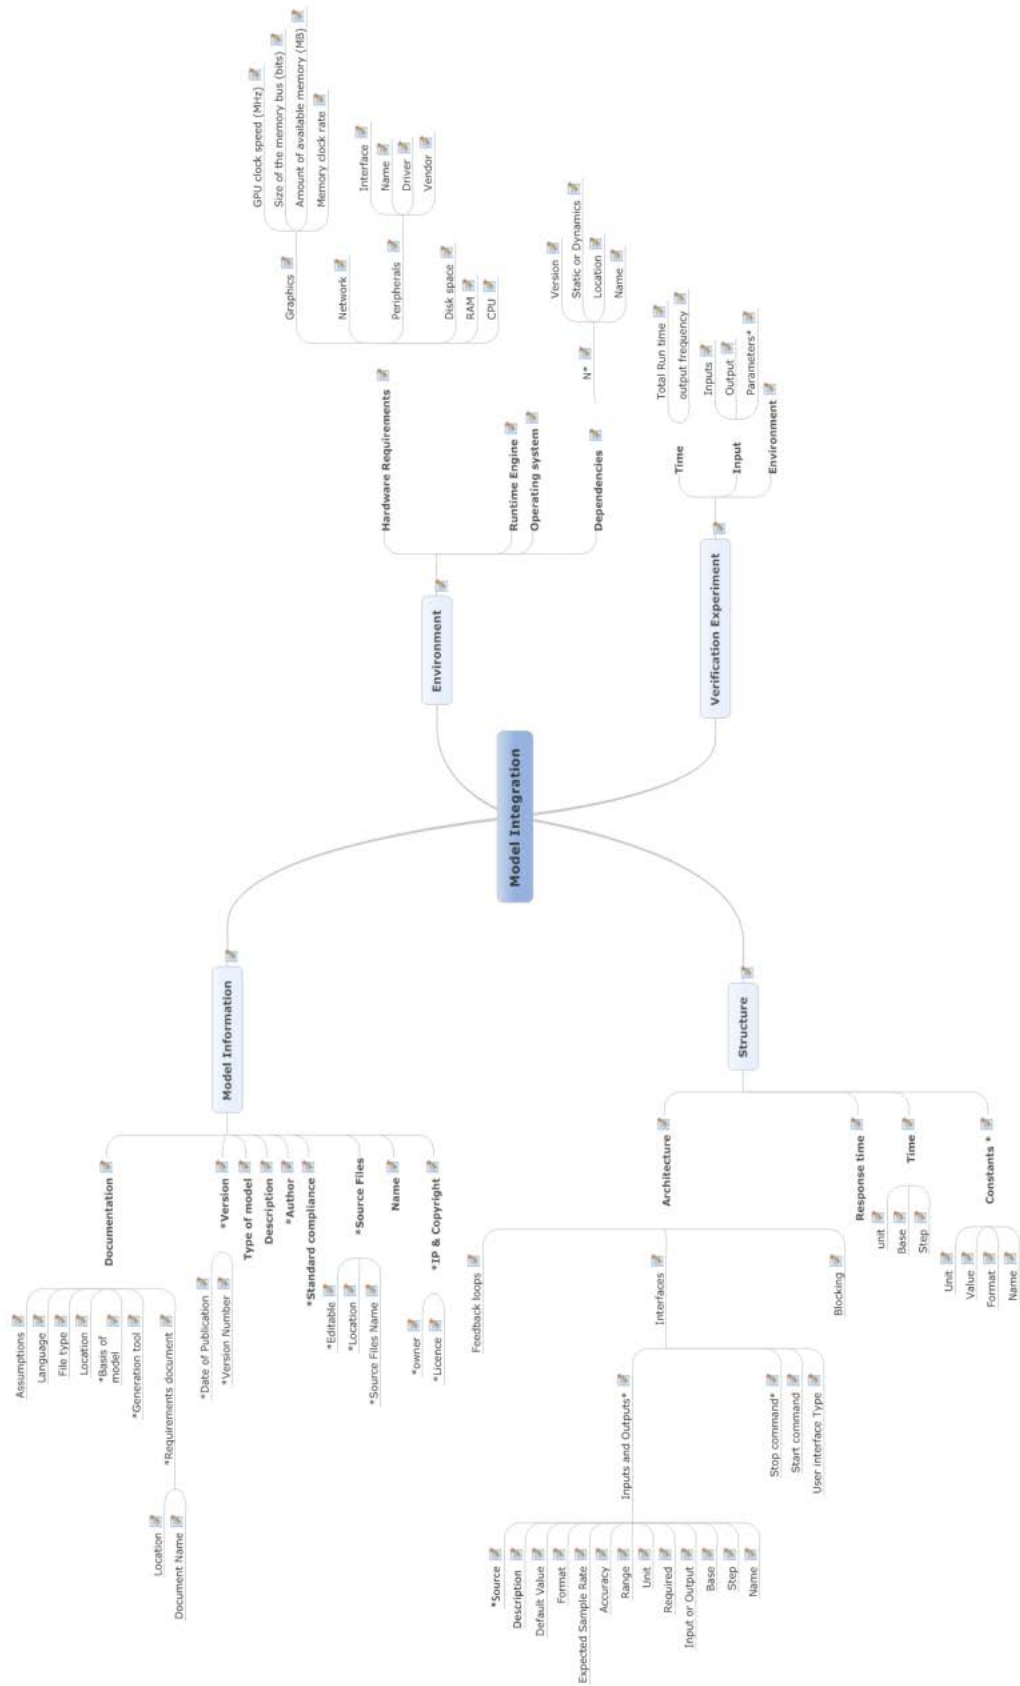 Model Integration
Model Information
Documentation
Assumptions
Language
File type
Location
*Basis of
model
*Generation tool
*Requirements document
Location
Document Name
*Version
*Date of Publication
*Version Number
Type of model
Description
*Author
*Standard compliance
*Source Files
*Editable
*Location
*Source Files Name
Name
*IP & Copyright
*owner
*Licence
Environment
Hardware Requirements
Graphics
GPU clock speed (MHz)
Size of the memory bus (bits)
Amount of available memory (MB)
Memory clock rate
Network
Peripherals
Interface
Name
Driver
Vendor
Disk space
RAM
CPU
Runtime Engine
Operating system
Dependencies
N*
Version
Static or Dynamics
Location
Name
Structure
Architecture
Feedback loops
Interfaces
Inputs and Outputs*
*Source
Description
Default Value
Format
Expected Sample Rate
Accuracy
Range
Unit
Required
Input or Output
Base
Step
Name
Stop command*
Start command
User interface Type
Blocking
Response time
Time
unit
Base
Step
Constants *
Unit
Value
Format
Name
Verification Experiment
Time
Total Run time
output frequency
Input
Inputs
Output
Parameters*
Environment